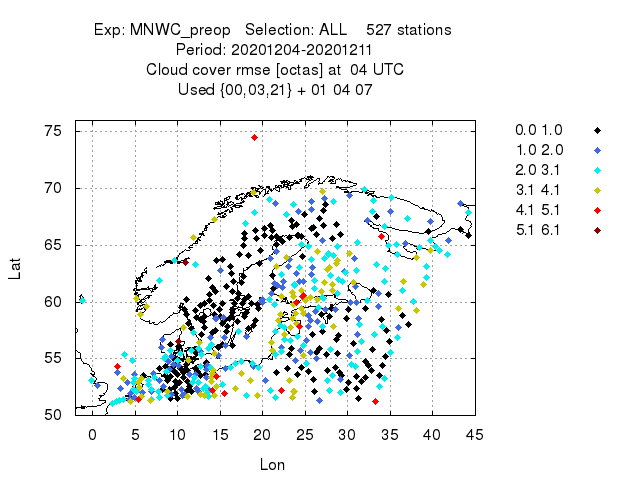 Exp: MNWC_preop Selection: ALL 527 stations
Period: 20201204-20201211
Cloud cover rmse [octas] at 04 UTC
Used {00,03,21} + 01 04 07
0.0 1.0
1.0 2.0
2.0 3.1
3.1 4.1
4.1 5.1
5.1 6.1
75
70
65
60
55
50
Lat
0 5 10 15 20 25 30 35 40 45
Lon